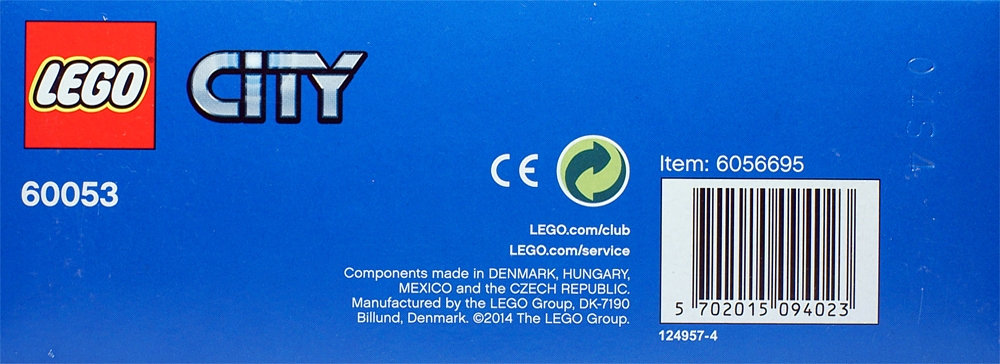 LEGO
CITY
60053
CE
LEGO.com/club
LEGO.com/service
Components made in DENMARK, HUNGARY,
MEXICO and the CZECH REPUBLIC.
Manufactured by the LEGO Group, DK-7190
Billund, Denmark. ©2014 The LEGO Group.
Item: 6056695
5 702015 094023
124957-4